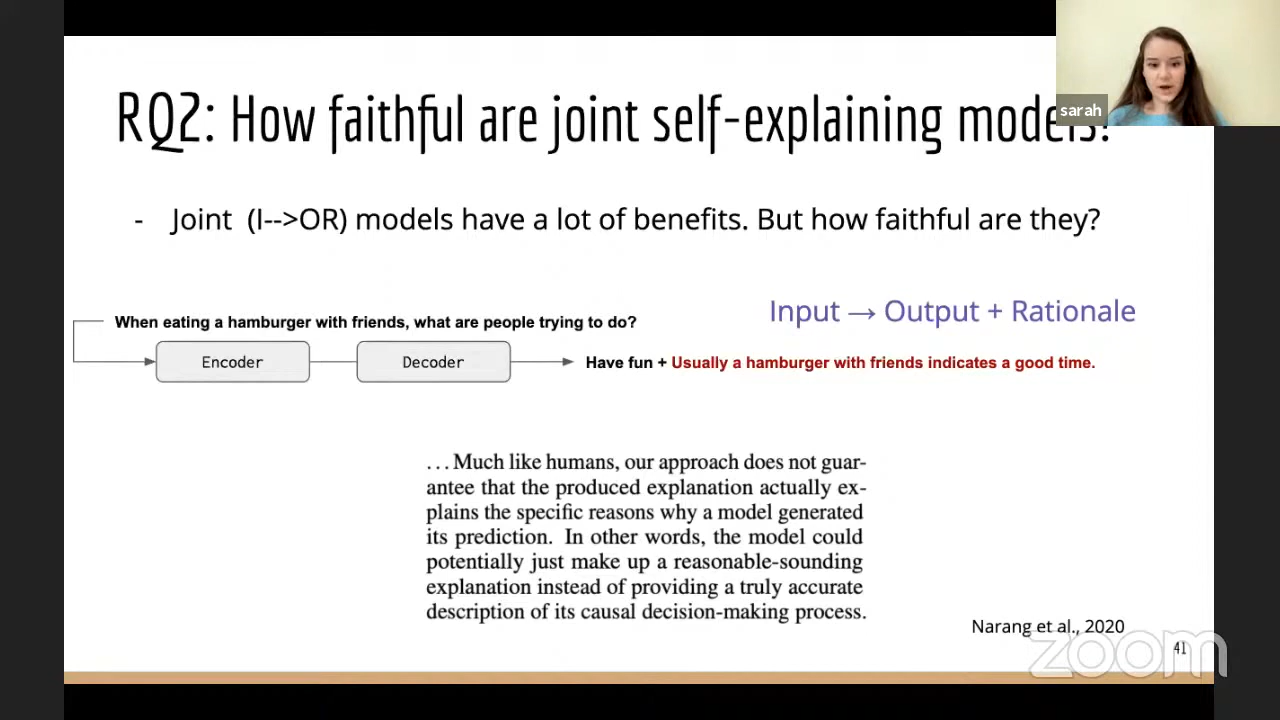 RQ2: How faithful are joint self-explaining models?
sarah
- Joint (I-->OR) models have a lot of benefits. But how faithful are they?
Input → Output + Rationale
When eating a hamburger with friends, what are people trying to do?
Encoder
Decoder
Have fun + Usually a hamburger with friends indicates a good time.
...Much like humans, our approach does not guar-
antee that the produced explanation actually ex-
plains the specific reasons why a model generated
its prediction. In other words, the model could
potentially just make up a reasonable-sounding
explanation instead of providing a truly accurate
description of its causal decision-making process.
Narang et al., 2020
41
zoom